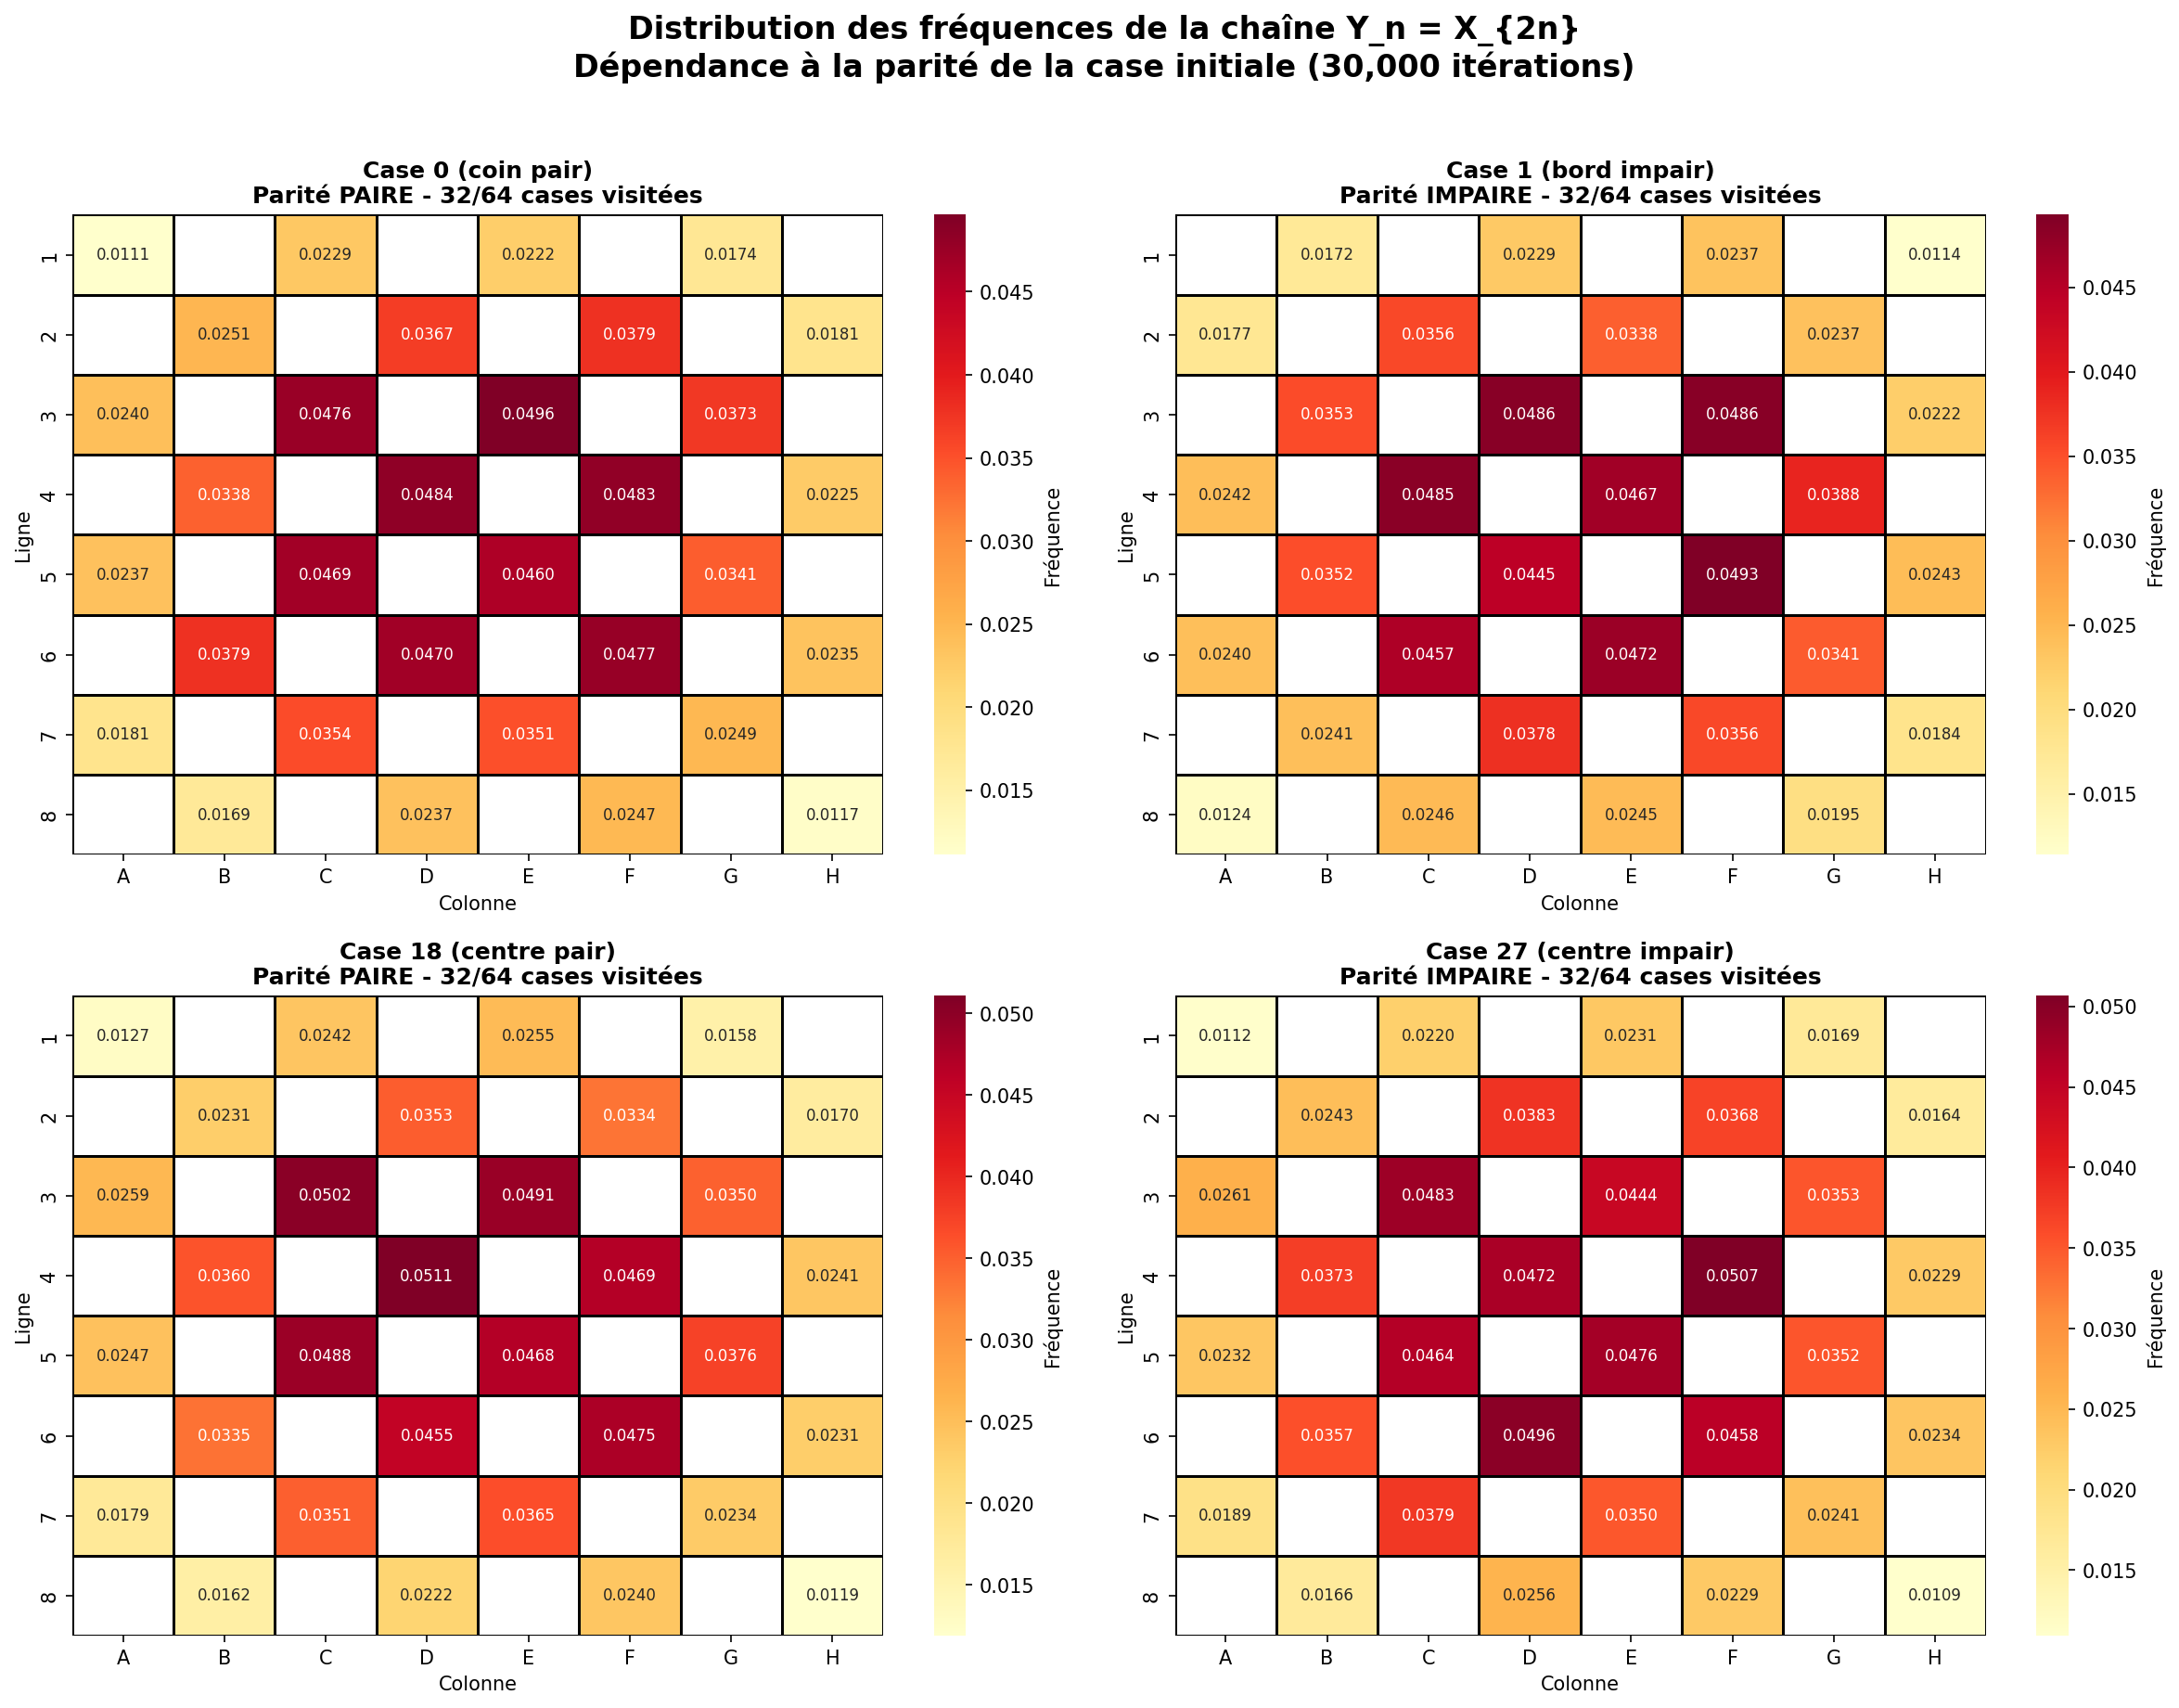 Distribution des fréquences de la chaîne Y_n = X_{2n}
Dépendance à la parité de la case initiale (30,000 itérations)
Case 0 (coin pair)
Parité PAIRE - 32/64 cases visitées
1 0.0111 0.0229 0.0222 0.0174
2 0.0251 0.0367 0.0379 0.0181
3 0.0240 0.0476 0.0496 0.0373
4 0.0338 0.0484 0.0483 0.0225
5 0.0237 0.0469 0.0460 0.0341
6 0.0379 0.0470 0.0477 0.0235
7 0.0181 0.0354 0.0351 0.0249
8 0.0169 0.0237 0.0247 0.0117
A B C D E F G H
Colonne
Ligne
0.045
0.040
0.035
0.030
0.025
0.020
0.015
Fréquence
Case 1 (bord impair)
Parité IMPAIRE - 32/64 cases visitées
1 0.0172 0.0229 0.0237 0.0114
2 0.0177 0.0356 0.0338 0.0237
3 0.0353 0.0486 0.0486 0.0222
4 0.0242 0.0485 0.0467 0.0388
5 0.0352 0.0445 0.0493 0.0243
6 0.0240 0.0457 0.0472 0.0341
7 0.0241 0.0378 0.0356 0.0184
8 0.0124 0.0246 0.0245 0.0195
A B C D E F G H
Colonne
Ligne
0.045
0.040
0.035
0.030
0.025
0.020
0.015
Fréquence
Case 18 (centre pair)
Parité PAIRE - 32/64 cases visitées
1 0.0127 0.0242 0.0255 0.0158
2 0.0231 0.0353 0.0334 0.0170
3 0.0259 0.0502 0.0491 0.0350
4 0.0360 0.0511 0.0469 0.0241
5 0.0247 0.0488 0.0468 0.0376
6 0.0335 0.0455 0.0475 0.0231
7 0.0179 0.0351 0.0365 0.0234
8 0.0162 0.0222 0.0240 0.0119
A B C D E F G H
Colonne
Ligne
0.050
0.045
0.040
0.035
0.030
0.025
0.020
0.015
Fréquence
Case 27 (centre impair)
Parité IMPAIRE - 32/64 cases visitées
1 0.0112 0.0220 0.0231 0.0169
2 0.0243 0.0383 0.0368 0.0164
3 0.0261 0.0483 0.0444 0.0353
4 0.0373 0.0472 0.0507 0.0229
5 0.0232 0.0464 0.0476 0.0352
6 0.0357 0.0496 0.0458 0.0234
7 0.0189 0.0379 0.0350 0.0241
8 0.0166 0.0256 0.0229 0.0109
A B C D E F G H
Colonne
Ligne
0.050
0.045
0.040
0.035
0.030
0.025
0.020
0.015
Fréquence